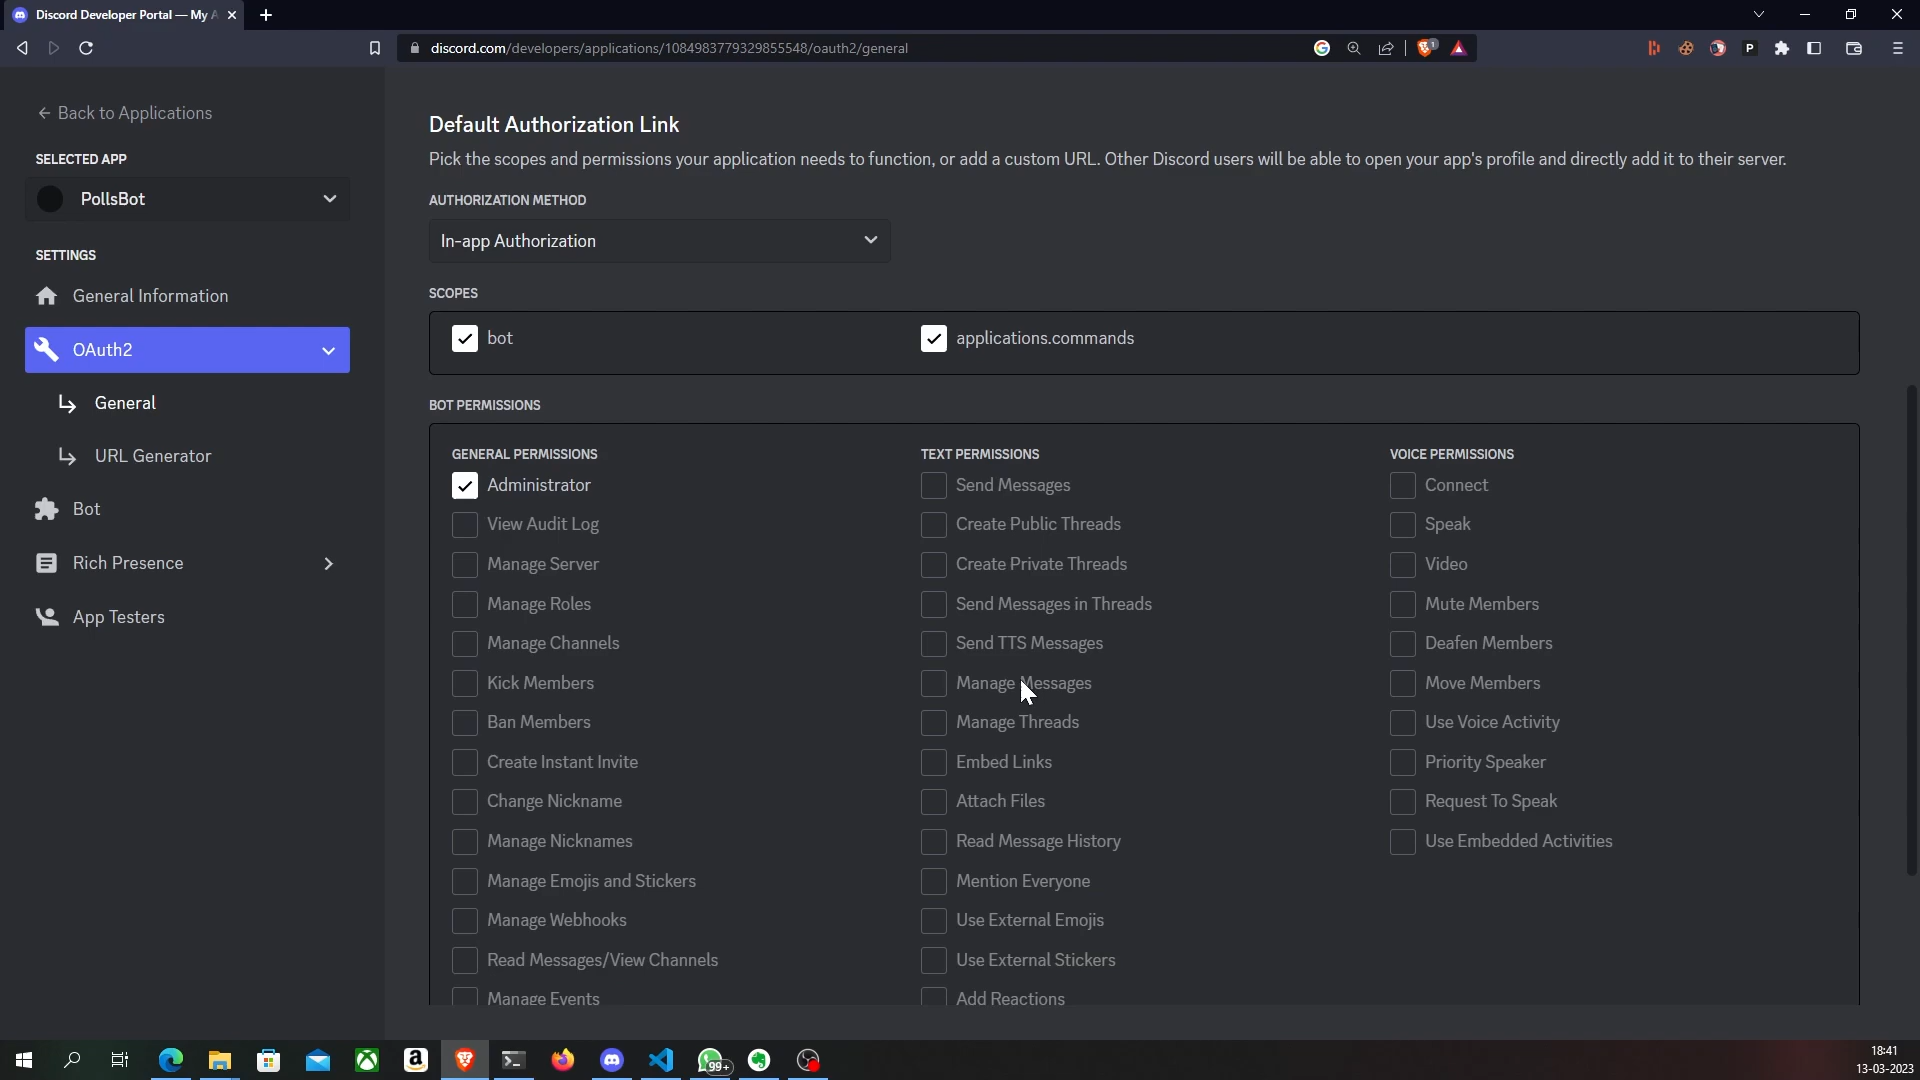 Discord Developer Portal — My A
discord.com/developers/applications/1084983779329855548/oauth2/general
1
P
Back to Applications
SELECTED APP
PollsBot
SETTINGS
General Information
OAuth2
General
URL Generator
Bot
Rich Presence
App Testers
Default Authorization Link
Pick the scopes and permissions your application needs to function, or add a custom URL. Other Discord users will be able to open your app's profile and directly add it to their server.
AUTHORIZATION METHOD
In-app Authorization
SCOPES
bot
applications.commands
BOT PERMISSIONS
GENERAL PERMISSIONS
Administrator
View Audit Log
Manage Server
Manage Roles
Manage Channels
Kick Members
Ban Members
Create Instant Invite
Change Nickname
Manage Nicknames
Manage Emojis and Stickers
Manage Webhooks
Read Messages/View Channels
Manage Events
TEXT PERMISSIONS
Send Messages
Create Public Threads
Create Private Threads
Send Messages in Threads
Send TTS Messages
Manage Messages
Manage Threads
Embed Links
Attach Files
Read Message History
Mention Everyone
Use External Emojis
Use External Stickers
Add Reactions
VOICE PERMISSIONS
Connect
Speak
Video
Mute Members
Deafen Members
Move Members
Use Voice Activity
Priority Speaker
Request To Speak
Use Embedded Activities
99+
18:41
13-03-2023